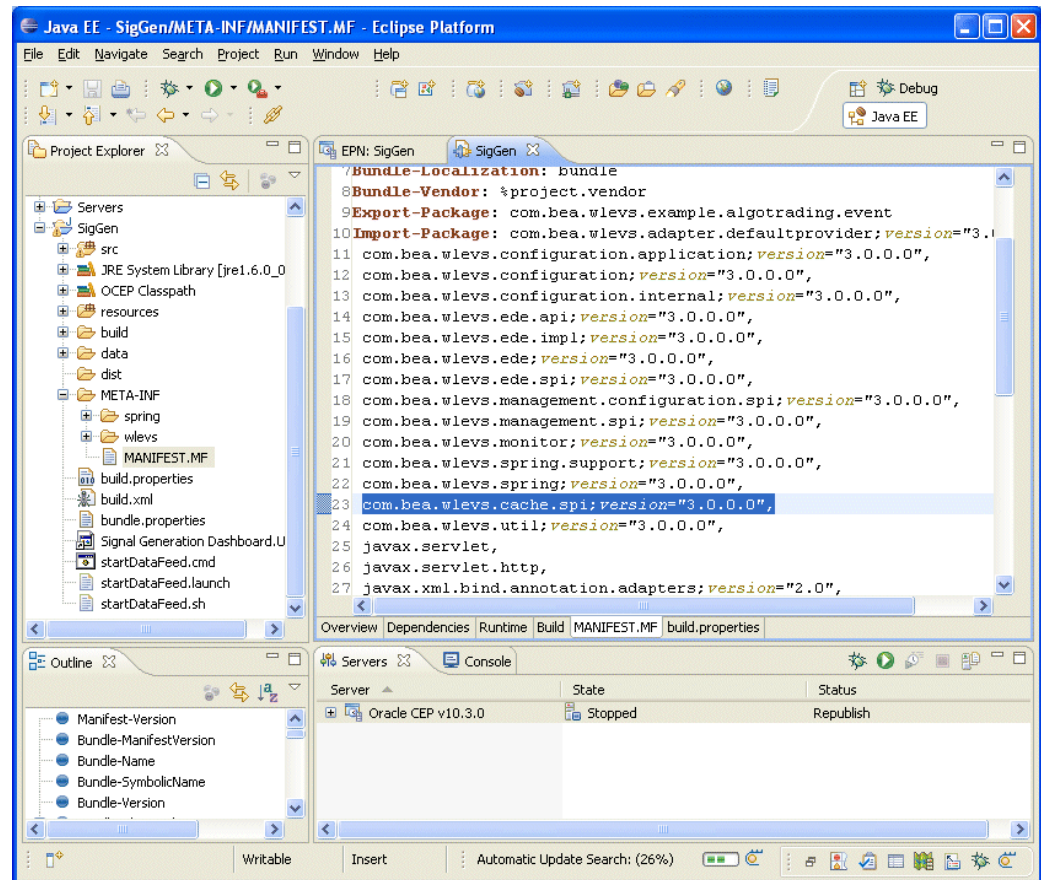 Java EE - SigGen/META-INF/MANIFEST.MF - Eclipse Platform
File Edit Navigate Search Project Run Window Help
Debug
Java EE
Project Explorer
Servers
SigGen
src
JRE System Library [jre1.6.0_0
OCEP Classpath
resources
build
data
dist
META-INF
spring
wlevs
MANIFEST.MF
build.properties
build.xml
bundle.properties
Signal Generation Dashboard.U
startDataFeed.cmd
startDataFeed.launch
startDataFeed.sh
EPN: SigGen SigGen
7 Bundle-Localization: bundle
8 Bundle-Vendor: %project.vendor
9 Export-Package: com.bea.wlevs.example.algotrading.event
10 Import-Package: com.bea.wlevs.adapter.defaultprovider;version="3.
11 com.bea.wlevs.configuration.application;version="3.0.0.0",
12 com.bea.wlevs.configuration;version="3.0.0.0",
13 com.bea.wlevs.configuration.internal;version="3.0.0.0",
14 com.bea.wlevs.ede.api;version="3.0.0.0",
15 com.bea.wlevs.ede.impl;version="3.0.0.0",
16 com.bea.wlevs.ede;version="3.0.0.0",
17 com.bea.wlevs.ede.spi;version="3.0.0.0",
18 com.bea.wlevs.management.configuration.spi;version="3.0.0.0",
19 com.bea.wlevs.management.spi;version="3.0.0.0",
20 com.bea.wlevs.monitor;version="3.0.0.0",
21 com.bea.wlevs.spring.support;version="3.0.0.0",
22 com.bea.wlevs.spring;version="3.0.0.0",
23 com.bea.wlevs.cache.spi;version="3.0.0.0",
24 com.bea.wlevs.util;version="3.0.0.0",
25 javax.servlet,
26 javax.servlet.http,
27 javax.xml.bind.annotation.adapters;version="2.0",
Overview Dependencies Runtime Build MANIFEST.MF build.properties
Outline
Manifest-Version
Bundle-ManifestVersion
Bundle-Name
Bundle-SymbolicName
Bundle-Version
Servers Console
Server State Status
Oracle CEP v10.3.0 Stopped Republish
Writable Insert Automatic Update Search: (26%)